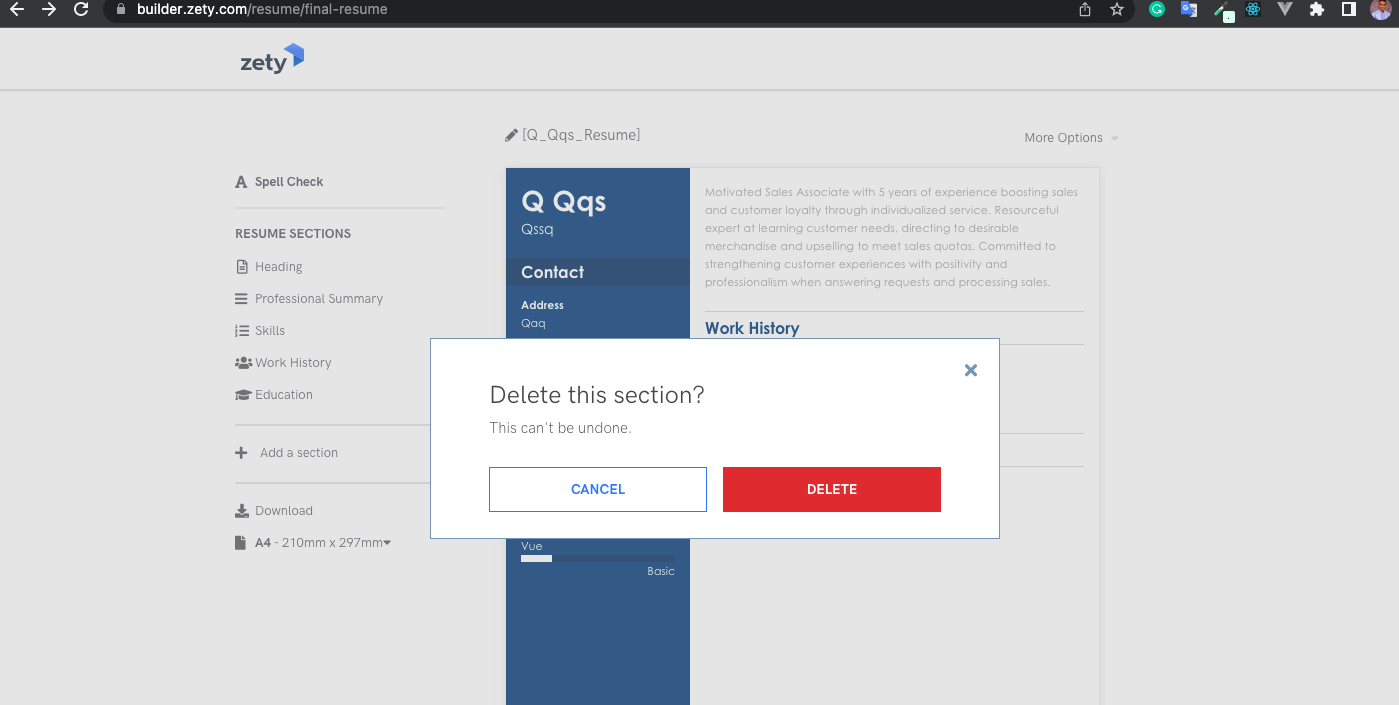 builder.zety.com/resume/final-resume
zety
[Q_Qqs_Resume]
More Options
Spell Check
RESUME SECTIONS
Heading
Professional Summary
Skills
Work History
Education
Add a section
Download
A4 - 210mm x 297mm
Q Qqs
Qssq
Contact
Address
Qaq
Motivated Sales Associate with 5 years of experience boosting sales
and customer loyalty through individualized service. Resourceful
expert at learning customer needs, directing to desirable
merchandise and upselling to meet sales quotas. Committed to
strengthening customer experiences with positivity and
professionalism when answering requests and processing sales.
Work History
Delete this section?
This can't be undone.
CANCEL
DELETE
Vue
Basic